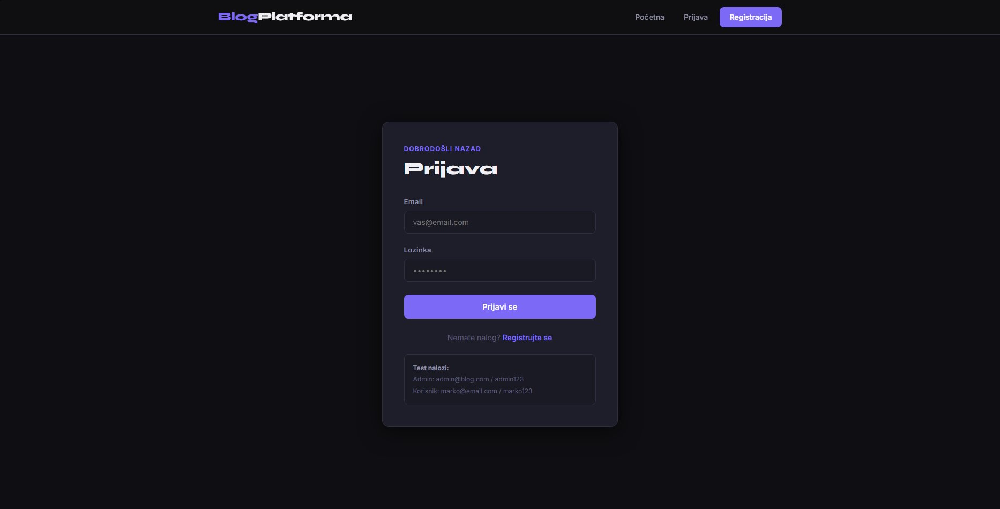 BlogPlatforma
Početna
Prijava
Registracija
DOBRODOŠLI NAZAD
Prijava
Email
vas@email.com
Lozinka
••••••••
Prijavi se
Nemate nalog? Registrujte se
Test nalozi:
Admin: admin@blog.com / admin123
Korisnik: marko@email.com / marko123